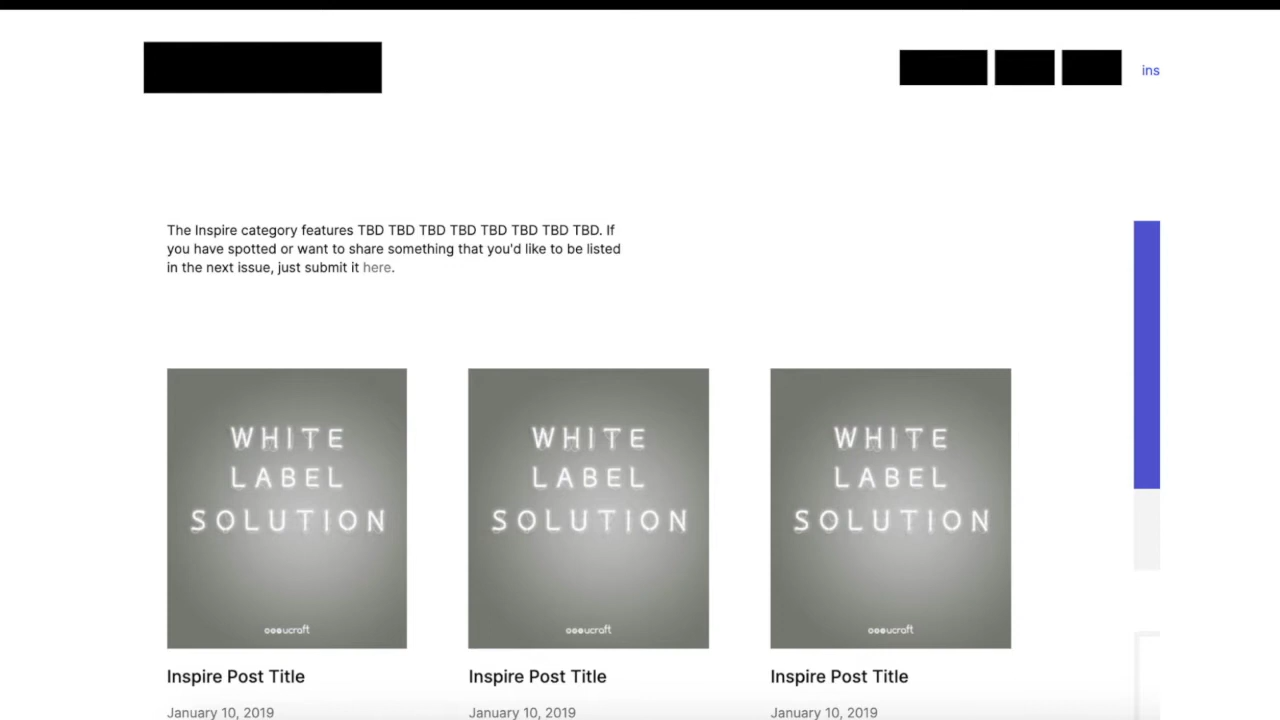 ins
The Inspire category features TBD TBD TBD TBD TBD TBD TBD TBD. If
you have spotted or want to share something that you'd like to be listed
in the next issue, just submit it here.
WHITE
LABEL
SOLUTION
ucraft
WHITE
LABEL
SOLUTION
ucraft
WHITE
LABEL
SOLUTION
ucraft
Inspire Post Title
Inspire Post Title
Inspire Post Title
January 10, 2019
January 10, 2019
January 10, 2019